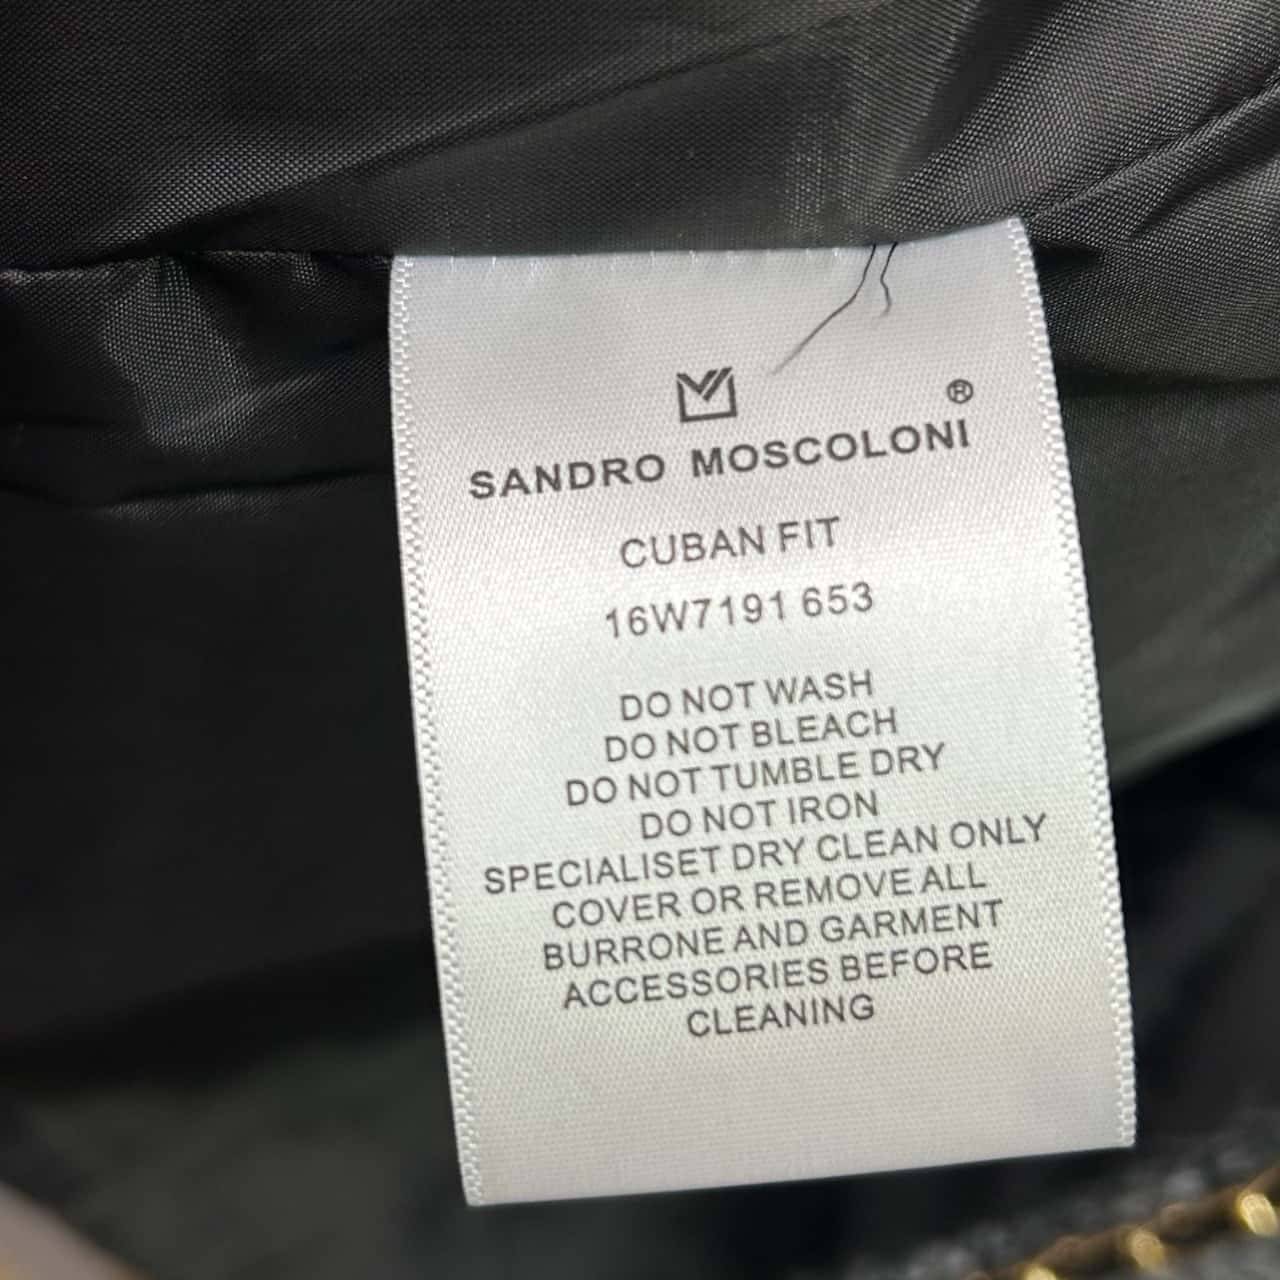 ®
SANDRO MOSCOLONI
CUBAN FIT
16W7191 653
DO NOT WASH
DO NOT BLEACH
DO NOT TUMBLE DRY
DO NOT IRON
SPECIALISET DRY CLEAN ONLY
COVER OR REMOVE ALL
BURRONE AND GARMENT
ACCESSORIES BEFORE
CLEANING